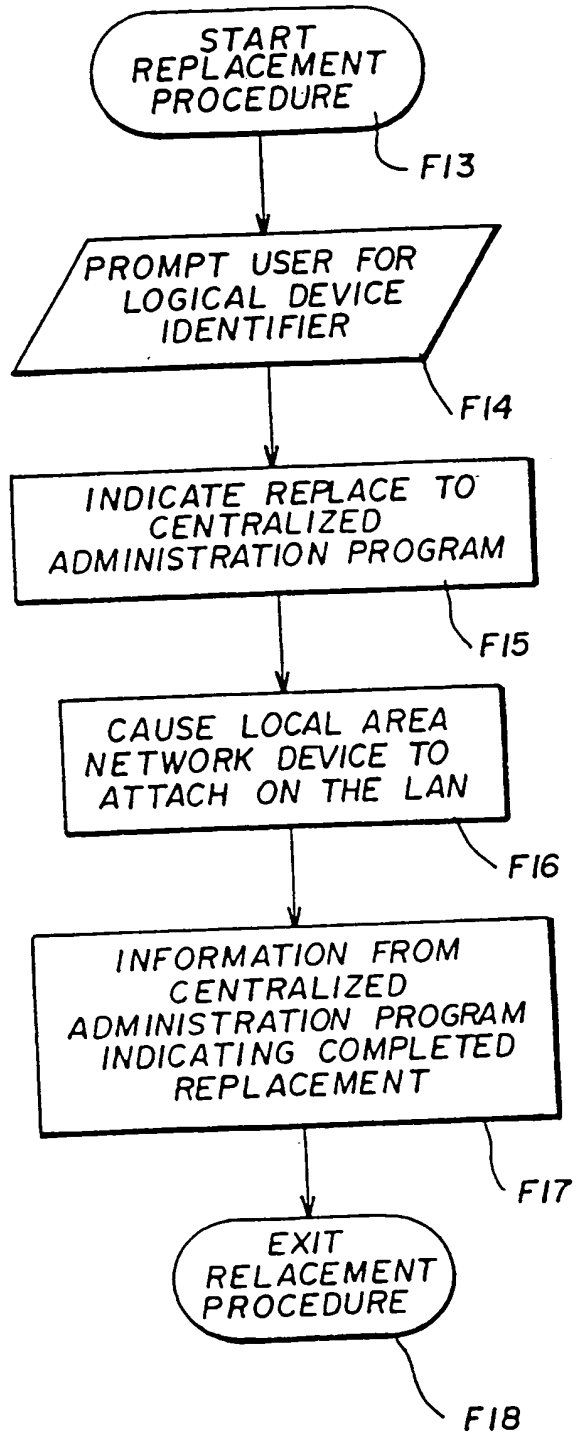 START
REPLACEMENT
PROCEDURE
F13
PROMPT USER FOR
LOGICAL DEVICE
IDENTIFIER
F14
INDICATE REPLACE TO
CENTRALIZED
ADMINISTRATION PROGRAM
F15
CAUSE LOCAL AREA
NETWORK DEVICE TO
ATTACH ON THE LAN
F16
INFORMATION FROM
CENTRALIZED
ADMINISTRATION PROGRAM
INDICATING COMPLETED
REPLACEMENT
F17
EXIT
RELACEMENT
PROCEDURE
F18